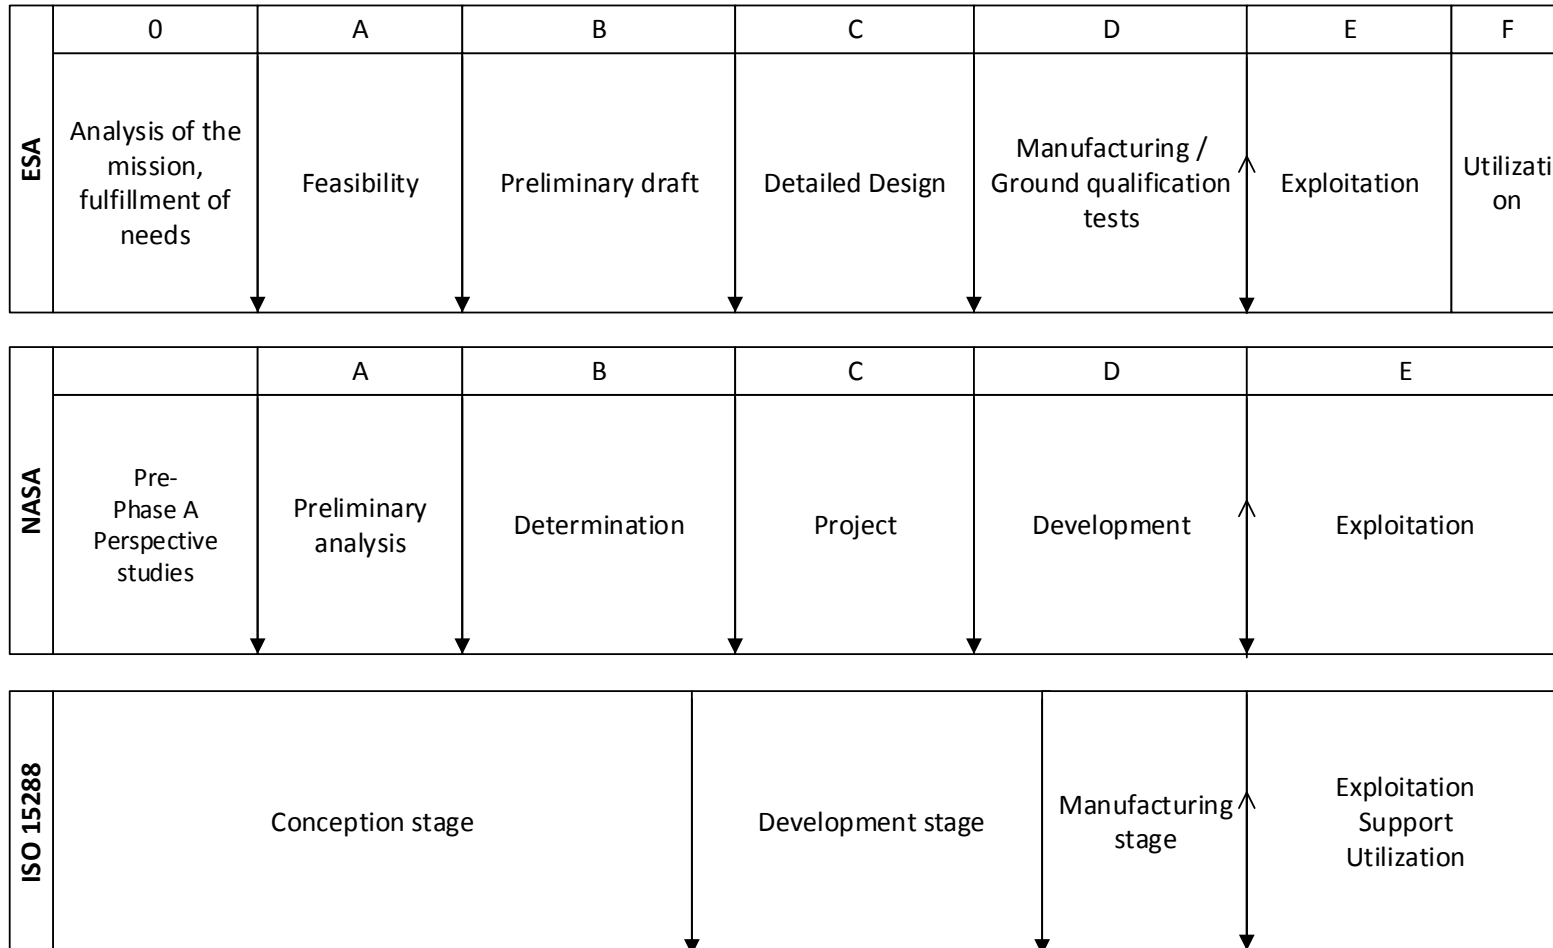 0 A B C D E F
ESA
Analysis of the
mission,
fulfillment of
needs
Feasibility
Preliminary draft
Detailed Design
Manufacturing /
Ground qualification
tests
Exploitation
Utilizati
on
A B C D E
NASA
Pre-
Phase A
Perspective
studies
Preliminary
analysis
Determination
Project
Development
Exploitation
ISO 15288
Conception stage
Development stage
Manufacturing
stage
Exploitation
Support
Utilization